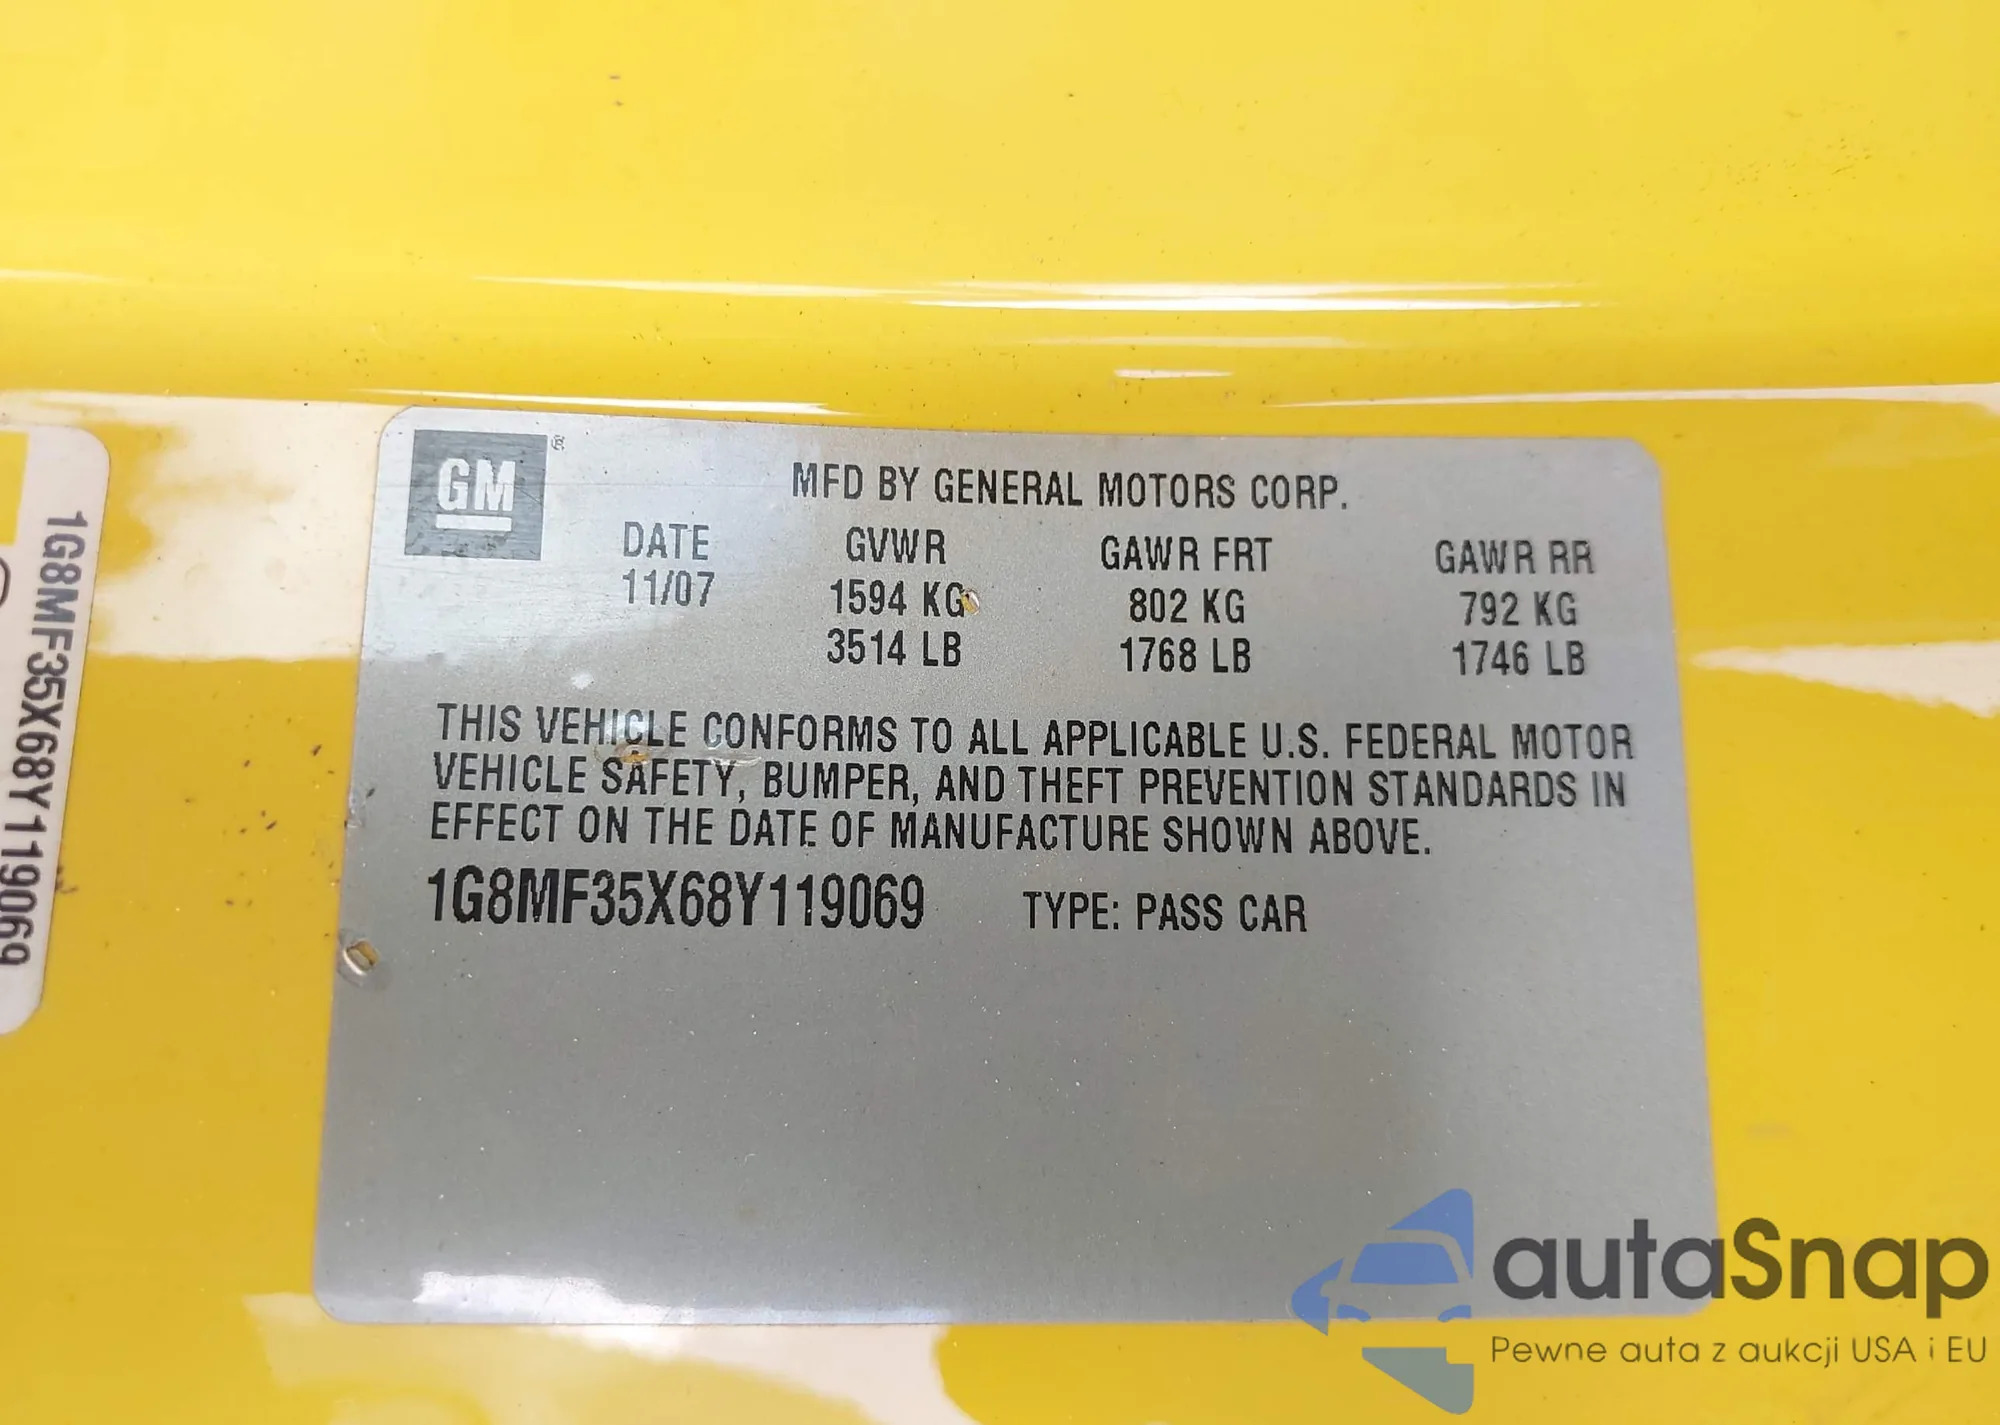 GM®
MFD BY GENERAL MOTORS CORP.
DATE GVWR GAWR FRT GAWR RR
11/07 1594 KG 802 KG 792 KG
3514 LB 1768 LB 1746 LB
THIS VEHICLE CONFORMS TO ALL APPLICABLE U.S. FEDERAL MOTOR
VEHICLE SAFETY, BUMPER, AND THEFT PREVENTION STANDARDS IN
EFFECT ON THE DATE OF MANUFACTURE SHOWN ABOVE.
1G8MF35X68Y119069 TYPE: PASS CAR
1G8MF35X68Y119069
autaSnap
Pewne auta z aukcji USA i EU